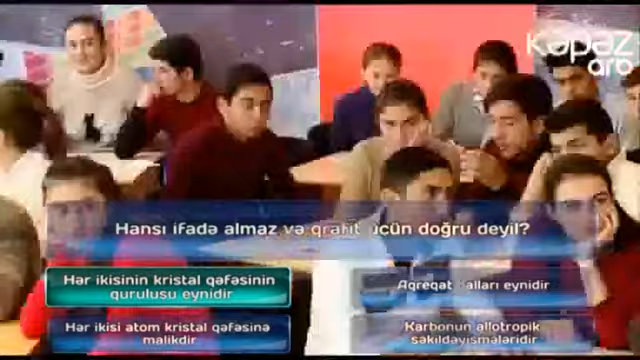 Kəpəz
ARB
Hansı ifadə almaz və qrafit üçün doğru deyil?
Hər ikisinin kristal qəfəsinin
qurulusu eynidir
Aqreqat halları eynidir
Hər ikisi atom kristal qəfəsinə
malikdir
Karbonun allotropik
şəkildəyişmələridir